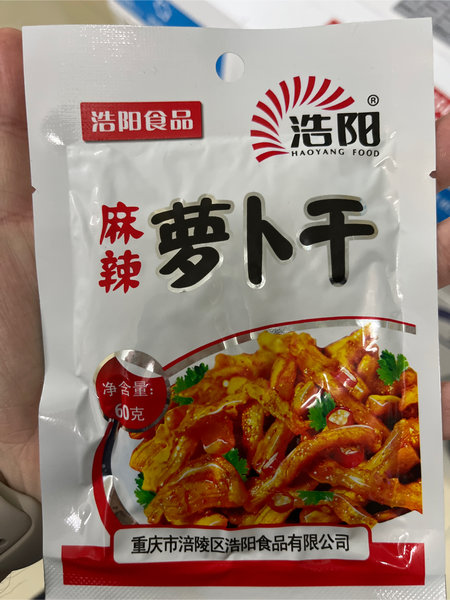 浩阳食品
浩阳®
HAOYANG FOOD
麻辣
萝卜干
净含量:
60克
重庆市涪陵区浩阳食品有限公司